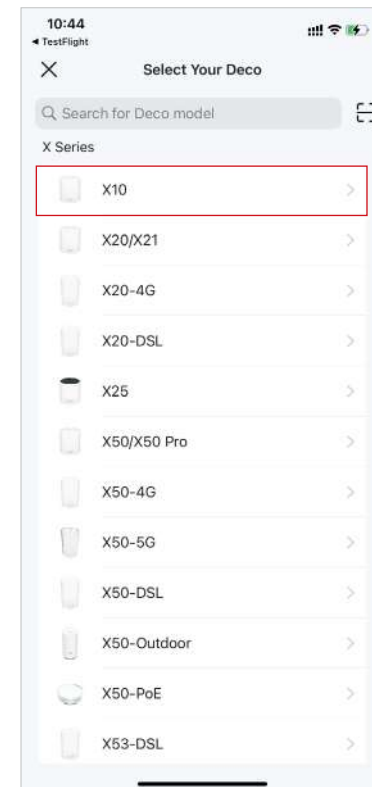 10:44
◀ TestFlight
Select Your Deco
Search for Deco model
X Series
X10
X20/X21
X20-4G
X20-DSL
X25
X50/X50 Pro
X50-4G
X50-5G
X50-DSL
X50-Outdoor
X50-PoE
X53-DSL